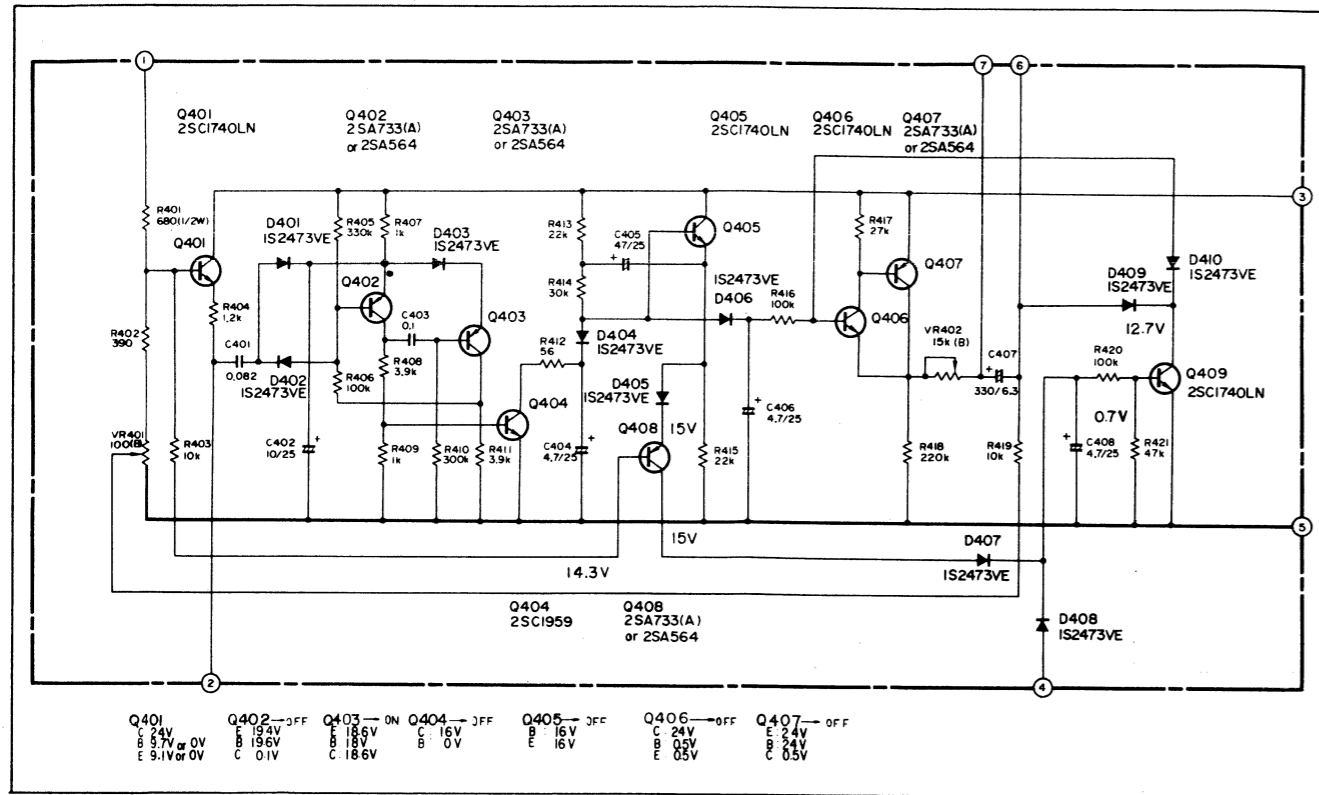 1
7
6
Q401
2SC1740LN
Q402
2SA733(A)
or 2SA564
Q403
2SA733(A)
or 2SA564
Q405
2SC1740LN
Q406
2SC1740LN
Q407
2SA733(A)
or 2SA564
3
R401
680(1/2W)
Q401
D401
1S2473VE
R405
330k
R407
1k
D403
1S2473VE
R413
22k
C405
47/25
Q405
R417
27k
Q407
D410
1S2473VE
D409
1S2473VE
12.7V
R404
1.2k
Q402
C403
0.1
Q403
R414
30k
1S2473VE
D406
R416
100k
Q406
VR402
15k (B)
C407
330/6.3
R402
390
C401
0.082
D402
1S2473VE
R408
3.9k
R412
56
D404
1S2473VE
R420
100k
Q409
2SC1740LN
R406
100k
Q404
D405
1S2473VE
C406
4.7/25
0.7V
VR401
100(B)
R403
10k
C402
10/25
R409
1k
R410
300k
R411
3.9k
C404
4.7/25
Q408
15V
R415
22k
R418
220k
R419
10k
C408
4.7/25
R421
47k
5
15V
14.3V
D407
1S2473VE
Q404
2SC1959
Q408
2SA733(A)
or 2SA564
D408
1S2473VE
2
4
Q401
C 24V
B 9.7V or 0V
E 9.1V or 0V
Q402→OFF
E 19.4V
B 19.6V
C 0.1V
Q403→ ON
E 18.6V
B 18V
C 18.6V
Q404→ OFF
C 16V
B 0V
Q405→ OFF
B 16V
E 16V
Q406→OFF
C 24V
B 0.5V
E 0.5V
Q407→ OFF
E 24V
B 24V
C 0.5V